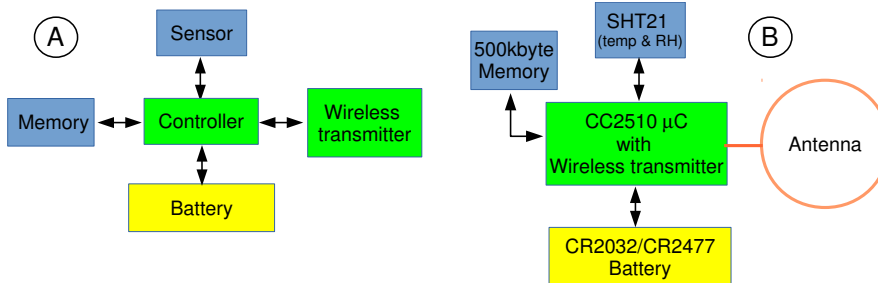 A
Sensor
Memory
Controller
Wireless
transmitter
Battery
B
SHT21
(temp & RH)
500kbyte
Memory
CC2510 μC
with
Wireless transmitter
Antenna
CR2032/CR2477
Battery